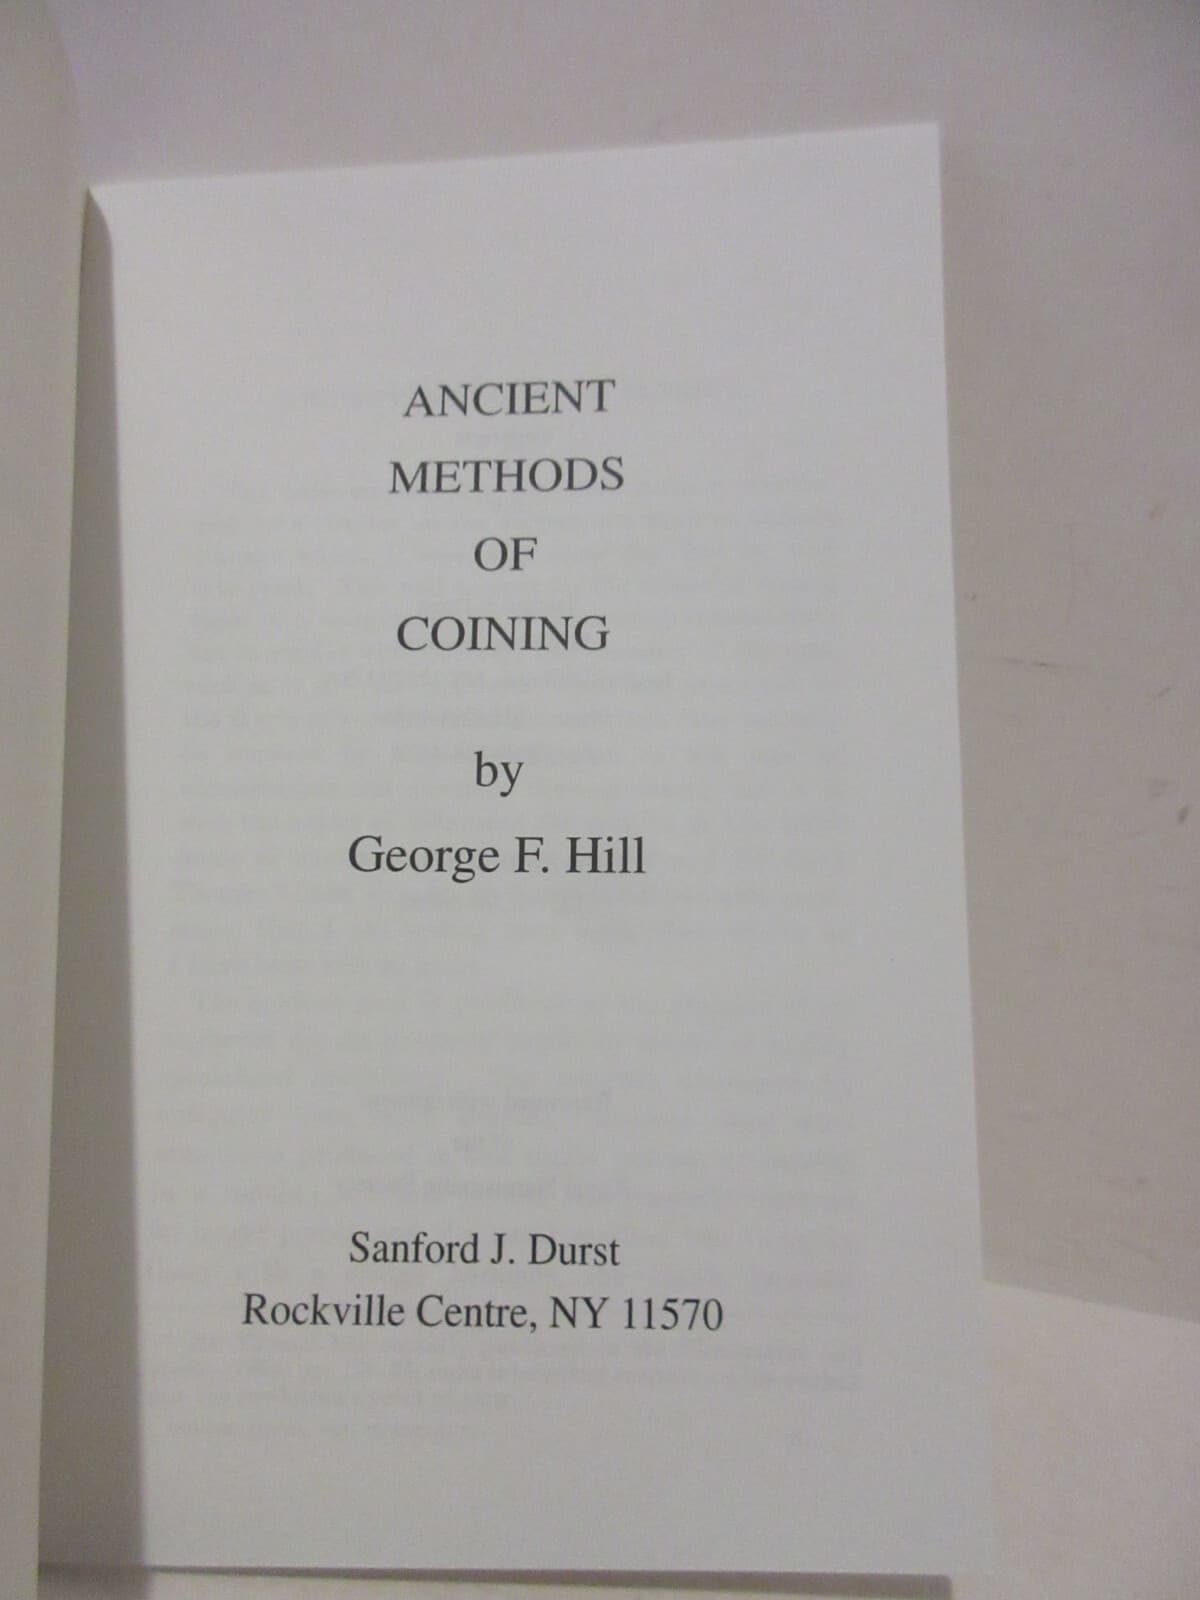 ANCIENT
METHODS
OF
COINING
by
George F. Hill
Sanford J. Durst
Rockville Centre, NY 11570